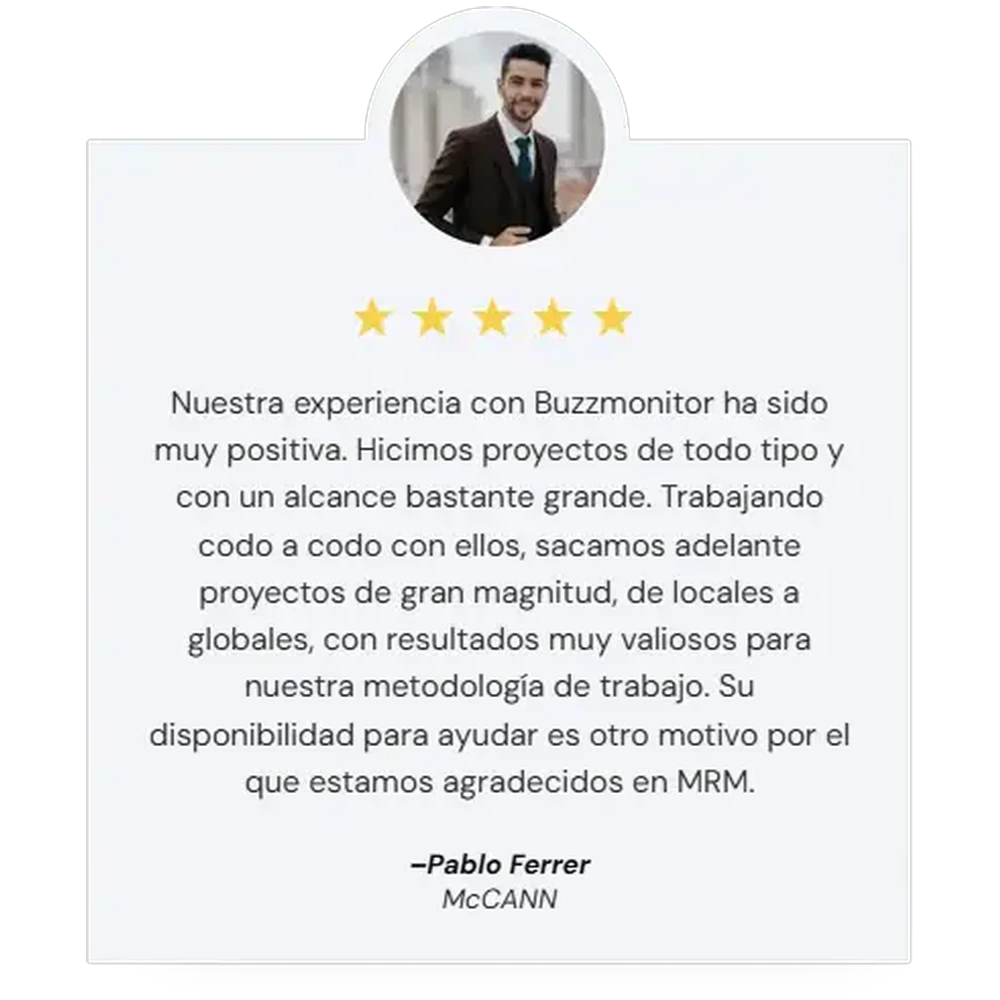 Nuestra experiencia con Buzzmonitor ha sido
muy positiva. Hicimos proyectos de todo tipo y
con un alcance bastante grande. Trabajando
codo a codo con ellos, sacamos adelante
proyectos de gran magnitud, de locales a
globales, con resultados muy valiosos para
nuestra metodología de trabajo. Su
disponibilidad para ayudar es otro motivo por el
que estamos agradecidos en MRM.
–Pablo Ferrer
McCANN